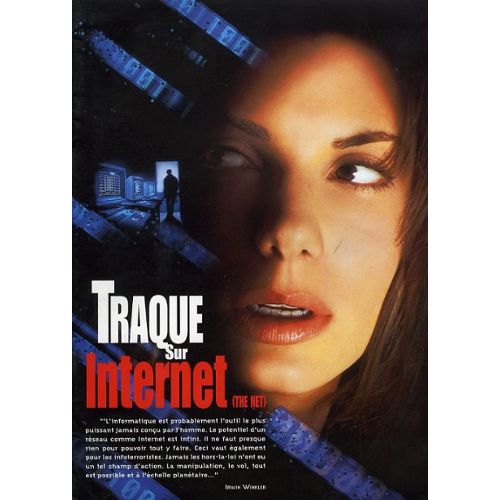 TRAQUE
Sur
Internet (THE NET)
"L'informatique est probablement l'outil le plus
puissant jamais conçu par l'homme. Le potentiel d'un
réseau comme Internet est infini. Il ne faut presque
rien pour pouvoir tout y faire. Ceci vaut également
pour les infoterroristes. Jamais les hors-la-loi n'ont eu
un tel champ d'action. La manipulation, le vol, tout
est possible et à l'échelle planétaire..."
IRWIN WINKLER